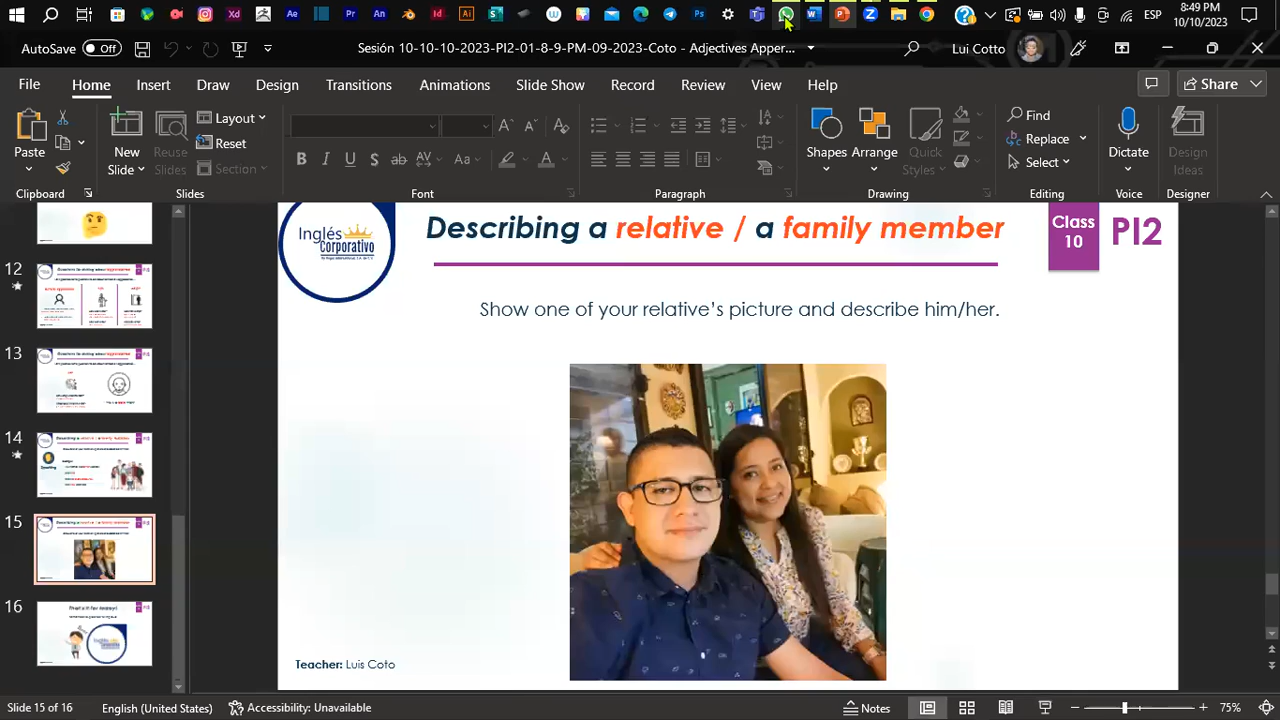 ESP
8:49 PM
10/10/2023
AutoSave Off
Sesión 10-10-10-2023-PI2-01-8-9-PM-09-2023-Coto - Adjectives Apper...
Lui Cotto
File Home Insert Draw Design Transitions Animations Slide Show Record Review View Help
Share
Paste
New Slide
Reuse Slides
Layout
Reset
Section
Shapes
Arrange
Quick Styles
Find
Replace
Select
Dictate
Design Ideas
Clipboard Slides Font Paragraph Drawing Editing Voice Designer
12
13
14
15
16
Inglés Corporativo
Describing a relative / a family member
Class 10
PI2
Show one of your relative's picture and describe him/her.
Teacher: Luis Coto
That's it for today!
Slide 15 of 16
English (United States)
Accessibility: Unavailable
Notes
75%